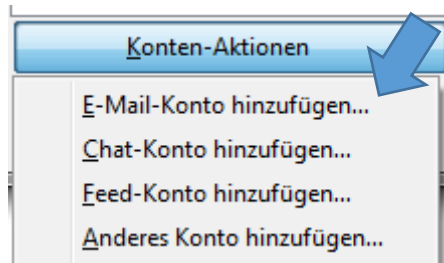 Konten-Aktionen
E-Mail-Konto hinzufügen...
Chat-Konto hinzufügen...
Feed-Konto hinzufügen...
Anderes Konto hinzufügen...